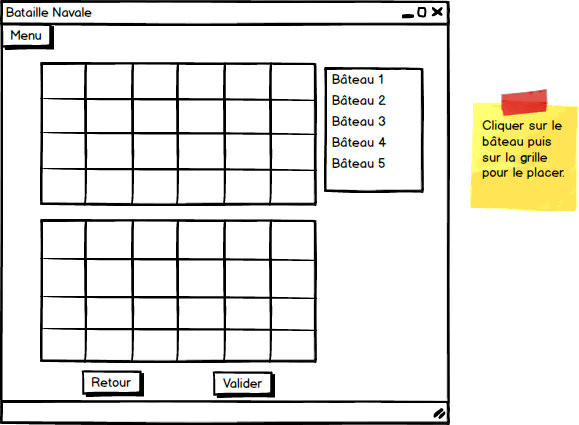 Bataille Navale
Menu
Bâteau 1
Bâteau 2
Bâteau 3
Bâteau 4
Bâteau 5
Cliquer sur le
bâteau puis
sur la grille
pour le placer.
Retour
Valider